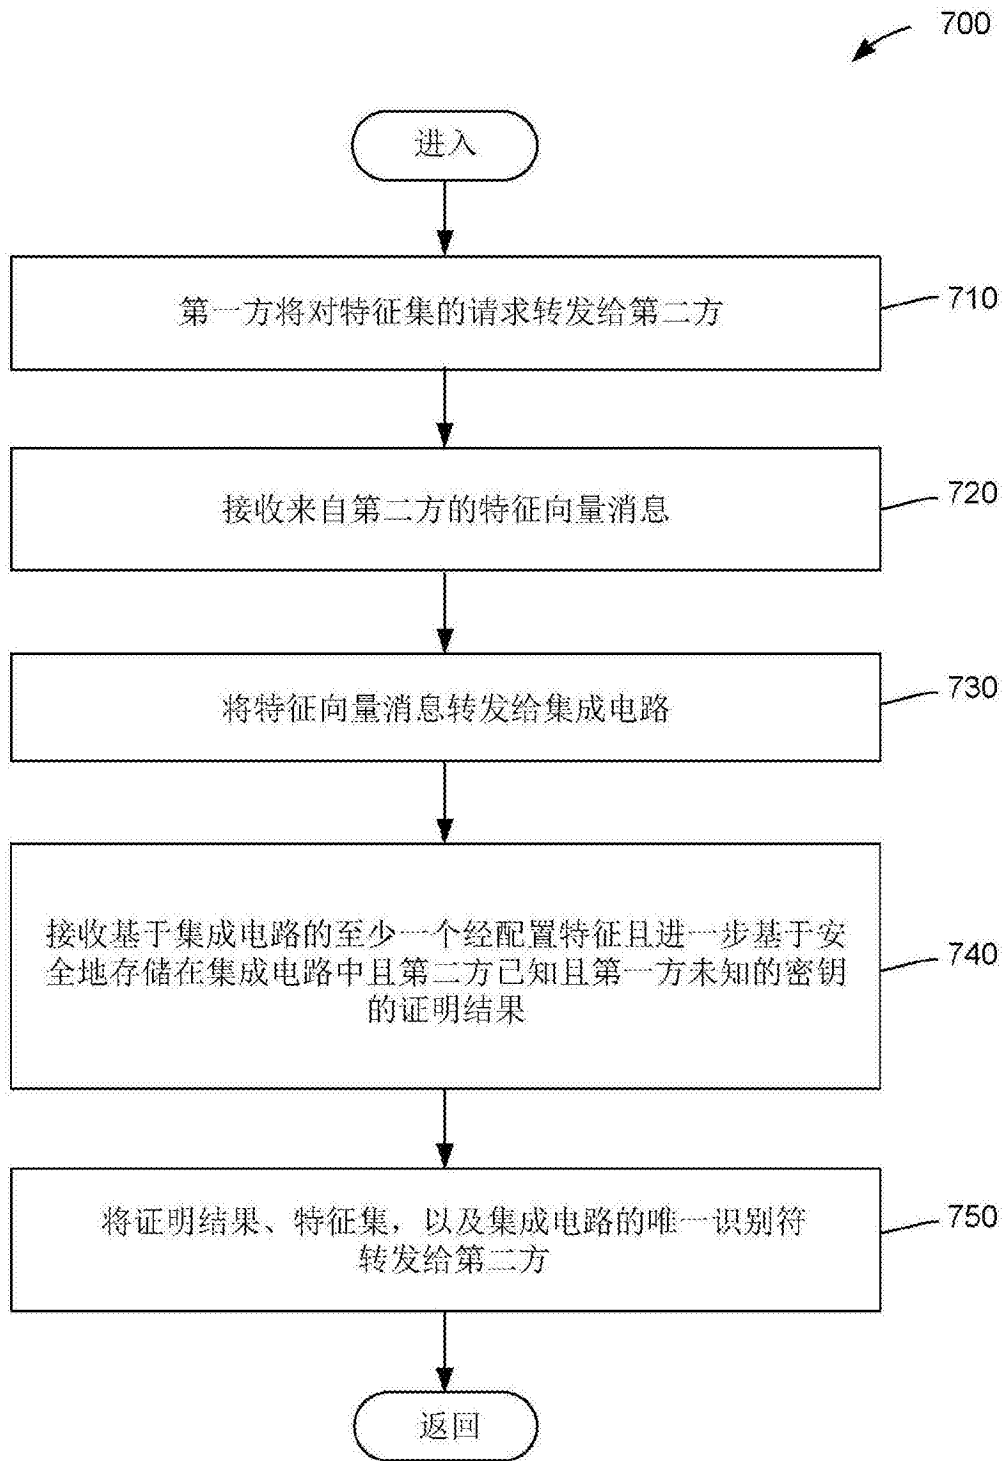 700
进入
第一方将对特征集的请求转发给第二方
710
接收来自第二方的特征向量消息
720
将特征向量消息转发给集成电路
730
接收基于集成电路的至少一个经配置特征且进一步基于安
全地存储在集成电路中且第二方已知且第一方未知的密钥
的证明结果
740
将证明结果、特征集，以及集成电路的唯一识别符
转发给第二方
750
返回